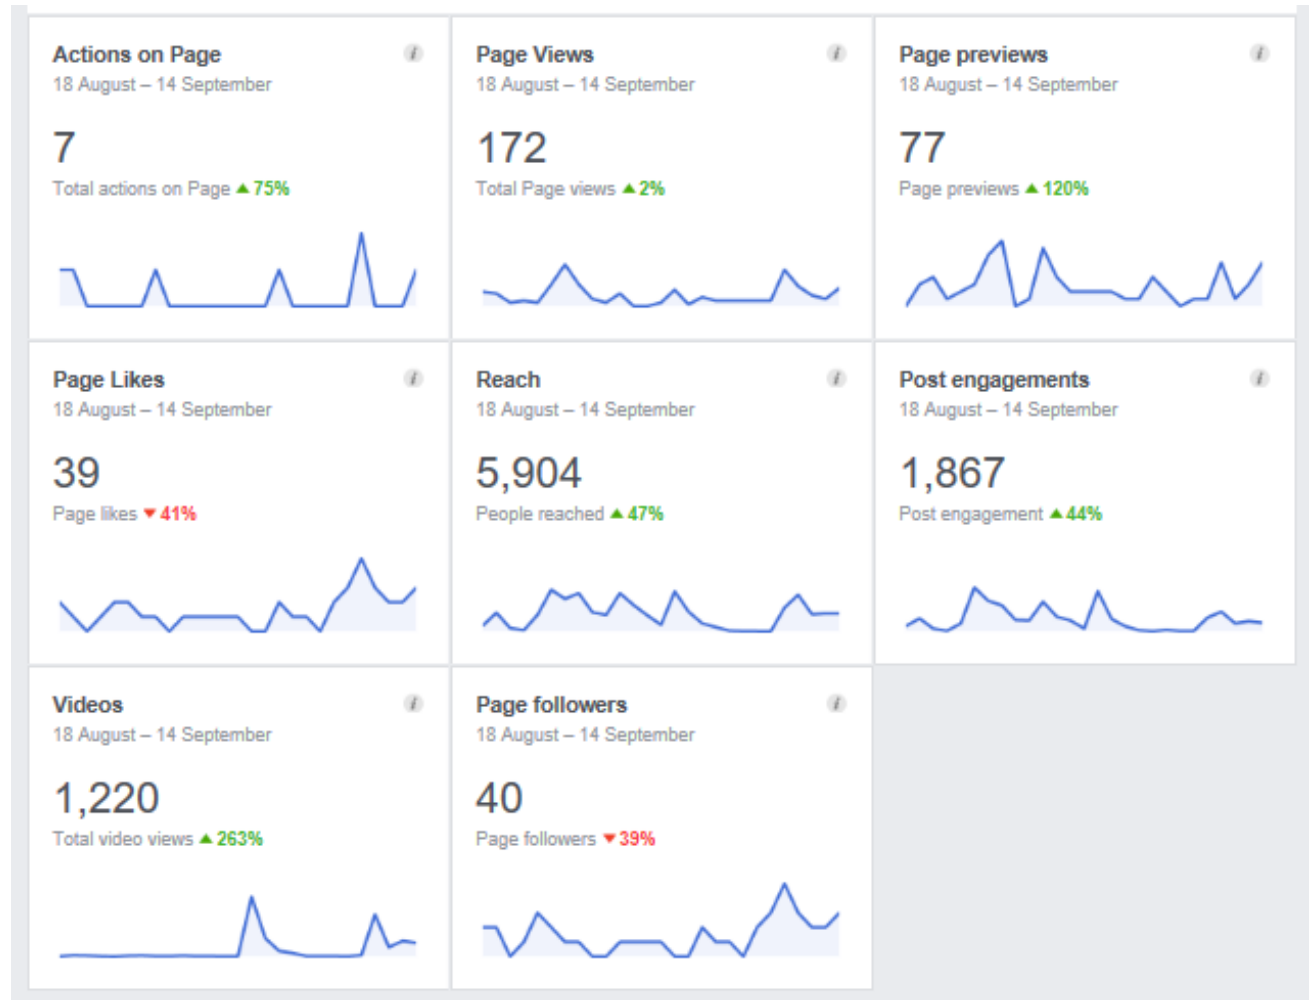 Actions on Page
18 August – 14 September
7
Total actions on Page ▲ 75%
Page Views
18 August – 14 September
172
Total Page views ▲ 2%
Page previews
18 August – 14 September
77
Page previews ▲ 120%
Page Likes
18 August – 14 September
39
Page likes ▼ 41%
Reach
18 August – 14 September
5,904
People reached ▲ 47%
Post engagements
18 August – 14 September
1,867
Post engagement ▲ 44%
Videos
18 August – 14 September
1,220
Total video views ▲ 263%
Page followers
18 August – 14 September
40
Page followers ▼ 39%